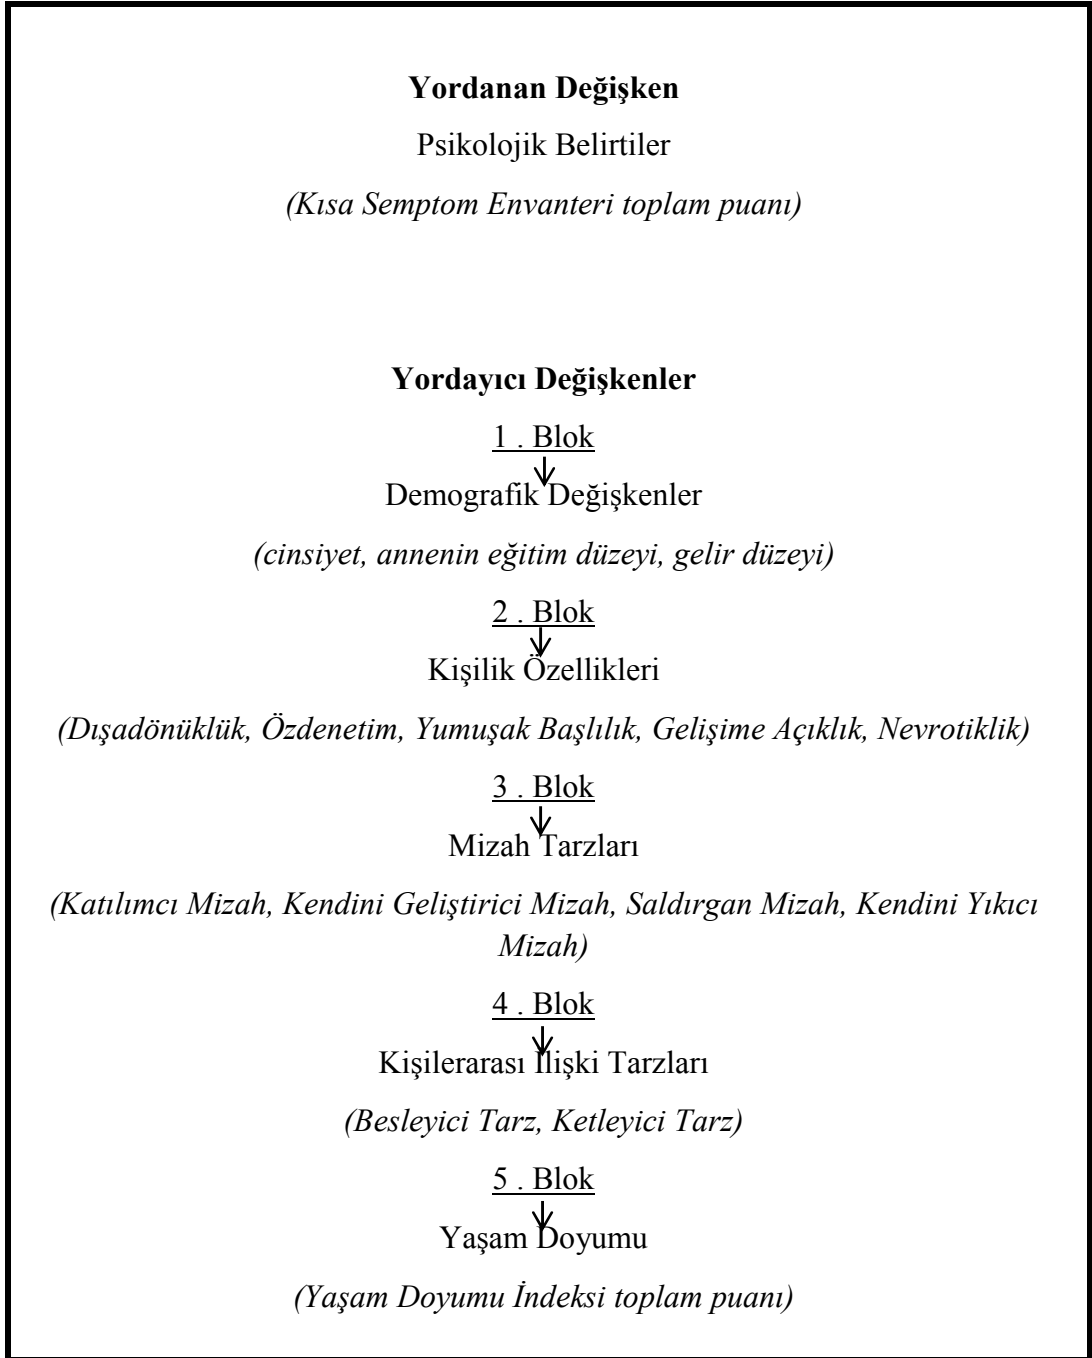 Yordanan Değişken
Psikolojik Belirtiler
(Kısa Semptom Envanteri toplam puanı)
Yordayıcı Değişkenler
1 . Blok
Demografik Değişkenler
(cinsiyet, annenin eğitim düzeyi, gelir düzeyi)
2 . Blok
Kişilik Özellikleri
(Dışadönüklük, Özdenetim, Yumuşak Başlılık, Gelişime Açıklık, Nevrotiklik)
3 . Blok
Mizah Tarzları
(Katılımcı Mizah, Kendini Geliştirici Mizah, Saldırgan Mizah, Kendini Yıkıcı
Mizah)
4 . Blok
Kişilerarası İlişki Tarzları
(Besleyici Tarz, Ketleyici Tarz)
5 . Blok
Yaşam Doyumu
(Yaşam Doyumu İndeksi toplam puanı)